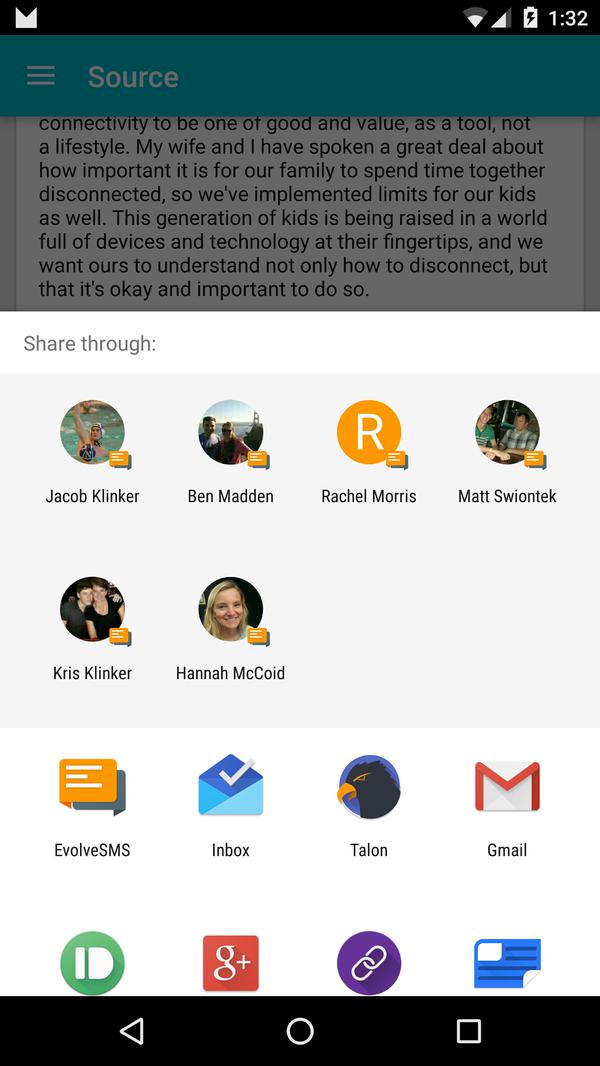 1:32
Source
connectivity to be one of good and value, as a tool, not
a lifestyle. My wife and I have spoken a great deal about
how important it is for our family to spend time together
disconnected, so we've implemented limits for our kids
as well. This generation of kids is being raised in a world
full of devices and technology at their fingertips, and we
want ours to understand not only how to disconnect, but
that it's okay and important to do so.
Share through:
R
Jacob Klinker Ben Madden Rachel Morris Matt Swiontek
Kris Klinker Hannah McCoid
EvolveSMS Inbox Talon Gmail
g+